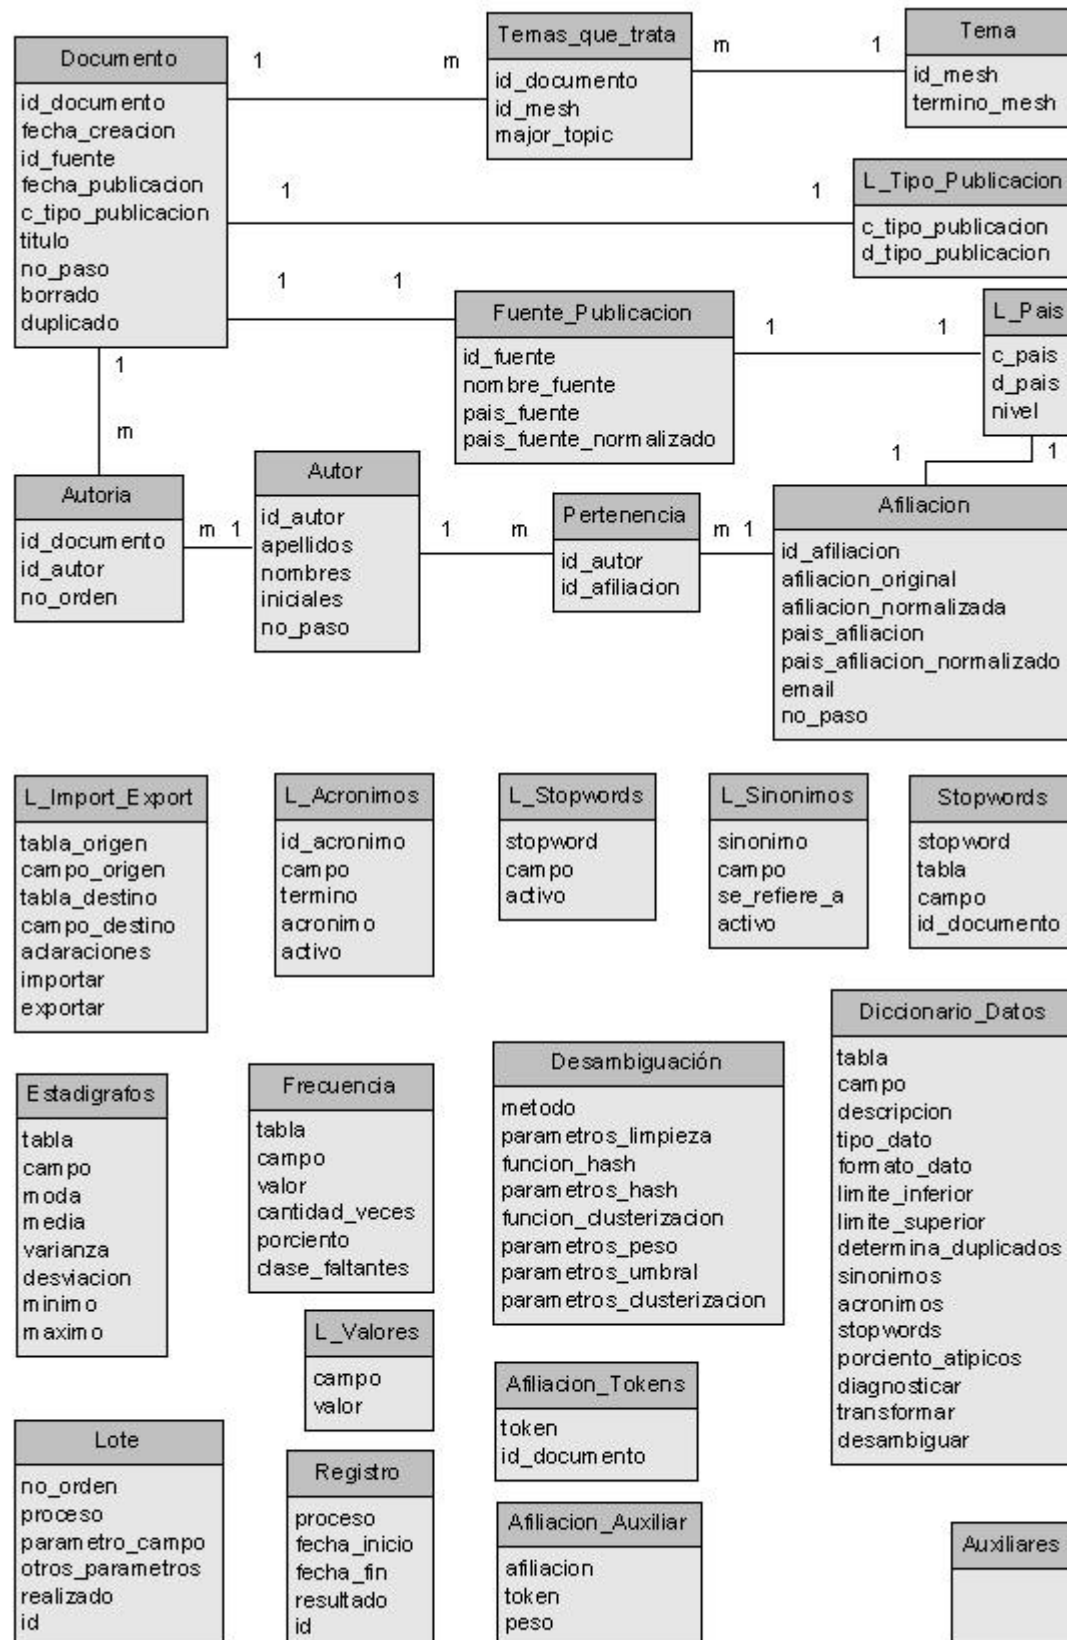 Documento
id_documento
fecha_creacion
id_fuente
fecha_publicacion
c_tipo_publicacion
titulo
no_paso
borrado
duplicado
1
m
Temas_que_trata
id_documento
id_mesh
major_topic
m
1
Tema
id_mesh
termino_mesh
1
1
L_Tipo_Publicacion
c_tipo_publicacion
d_tipo_publicacion
1
1
Fuente_Publicacion
id_fuente
nombre_fuente
pais_fuente
pais_fuente_normalizado
1
1
L_Pais
c_pais
d_pais
nivel
1
m
1
1
Autoria
id_documento
id_autor
no_orden
m 1
Autor
id_autor
apellidos
nombres
iniciales
no_paso
1
m
Pertenencia
id_autor
id_afiliacion
m 1
Afiliacion
id_afiliacion
afiliacion_original
afiliacion_normalizada
pais_afiliacion
pais_afiliacion_normalizado
email
no_paso
L_Import_Export
tabla_origen
campo_origen
tabla_destino
campo_destino
aclaraciones
importar
exportar
L_Acronimos
id_acronimo
campo
termino
acronimo
activo
L_Stopwords
stopword
campo
activo
L_Sinonimos
sinonimo
campo
se_refiere_a
activo
Stopwords
stopword
tabla
campo
id_documento
Estadigrafos
tabla
campo
moda
media
varianza
desviacion
minimo
maximo
Frecuencia
tabla
campo
valor
cantidad_veces
porciento
clase_faltantes
Desambiguación
metodo
parametros_limpieza
funcion_hash
parametros_hash
funcion_clusterizacion
parametros_peso
parametros_umbral
parametros_clusterizacion
Diccionario_Datos
tabla
campo
descripcion
tipo_dato
formato_dato
limite_inferior
limite_superior
determina_duplicados
sinonimos
acronimos
stopwords
porciento_atipicos
diagnosticar
transformar
desambiguar
L_Valores
campo
valor
Afiliacion_Tokens
token
id_documento
Lote
no_orden
proceso
parametro_campo
otros_parametros
realizado
id
Registro
proceso
fecha_inicio
fecha_fin
resultado
id
Afiliacion_Auxiliar
afiliacion
token
peso
Auxiliares